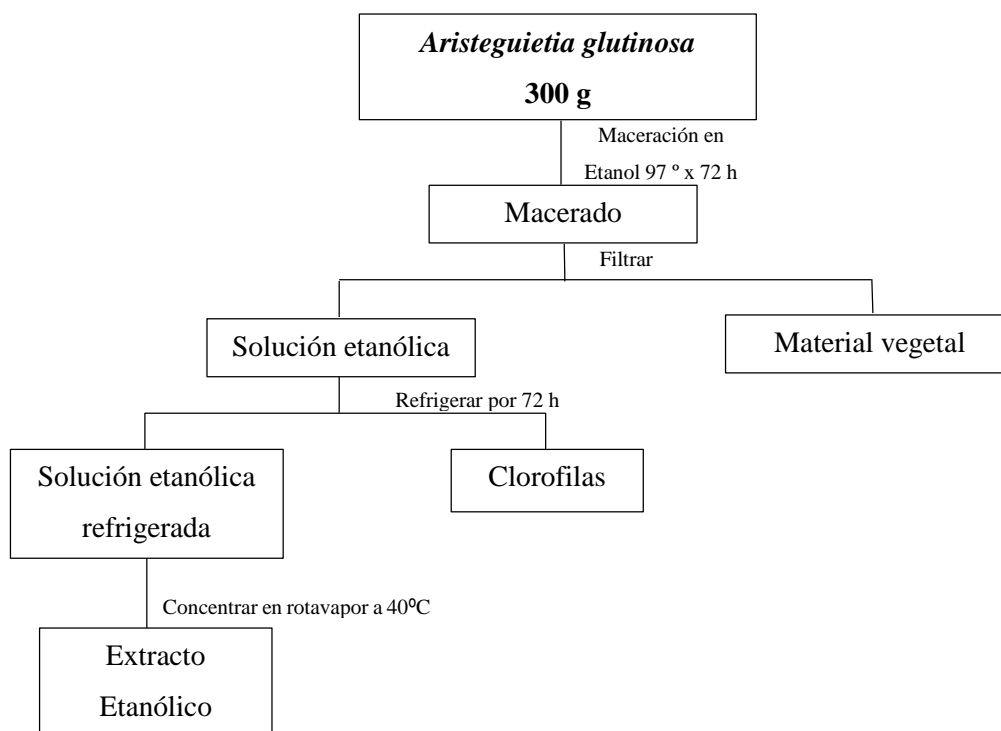 Aristeguietia glutinosa
300 g
Maceración en
Etanol 97 º x 72 h
Macerado
Filtrar
Solución etanólica
Material vegetal
Refrigerar por 72 h
Solución etanólica
refrigerada
Clorofilas
Concentrar en rotavapor a 40ºC
Extracto
Etanólico